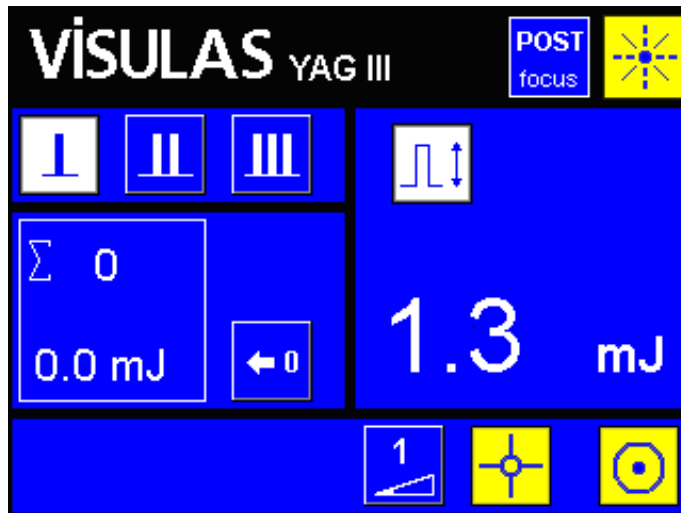 VİSULAS YAG III
POST
focus
Σ 0
0.0 mJ
0
1.3 mJ
1